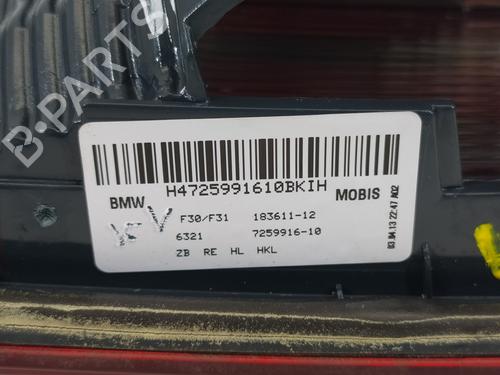 B-PARTS
H4725991610BKIH
BMW
MOBIS
F30/F31 183611-12
6321 7259916-10
ZB RE HL HKL
03.04.13 22:47 A02